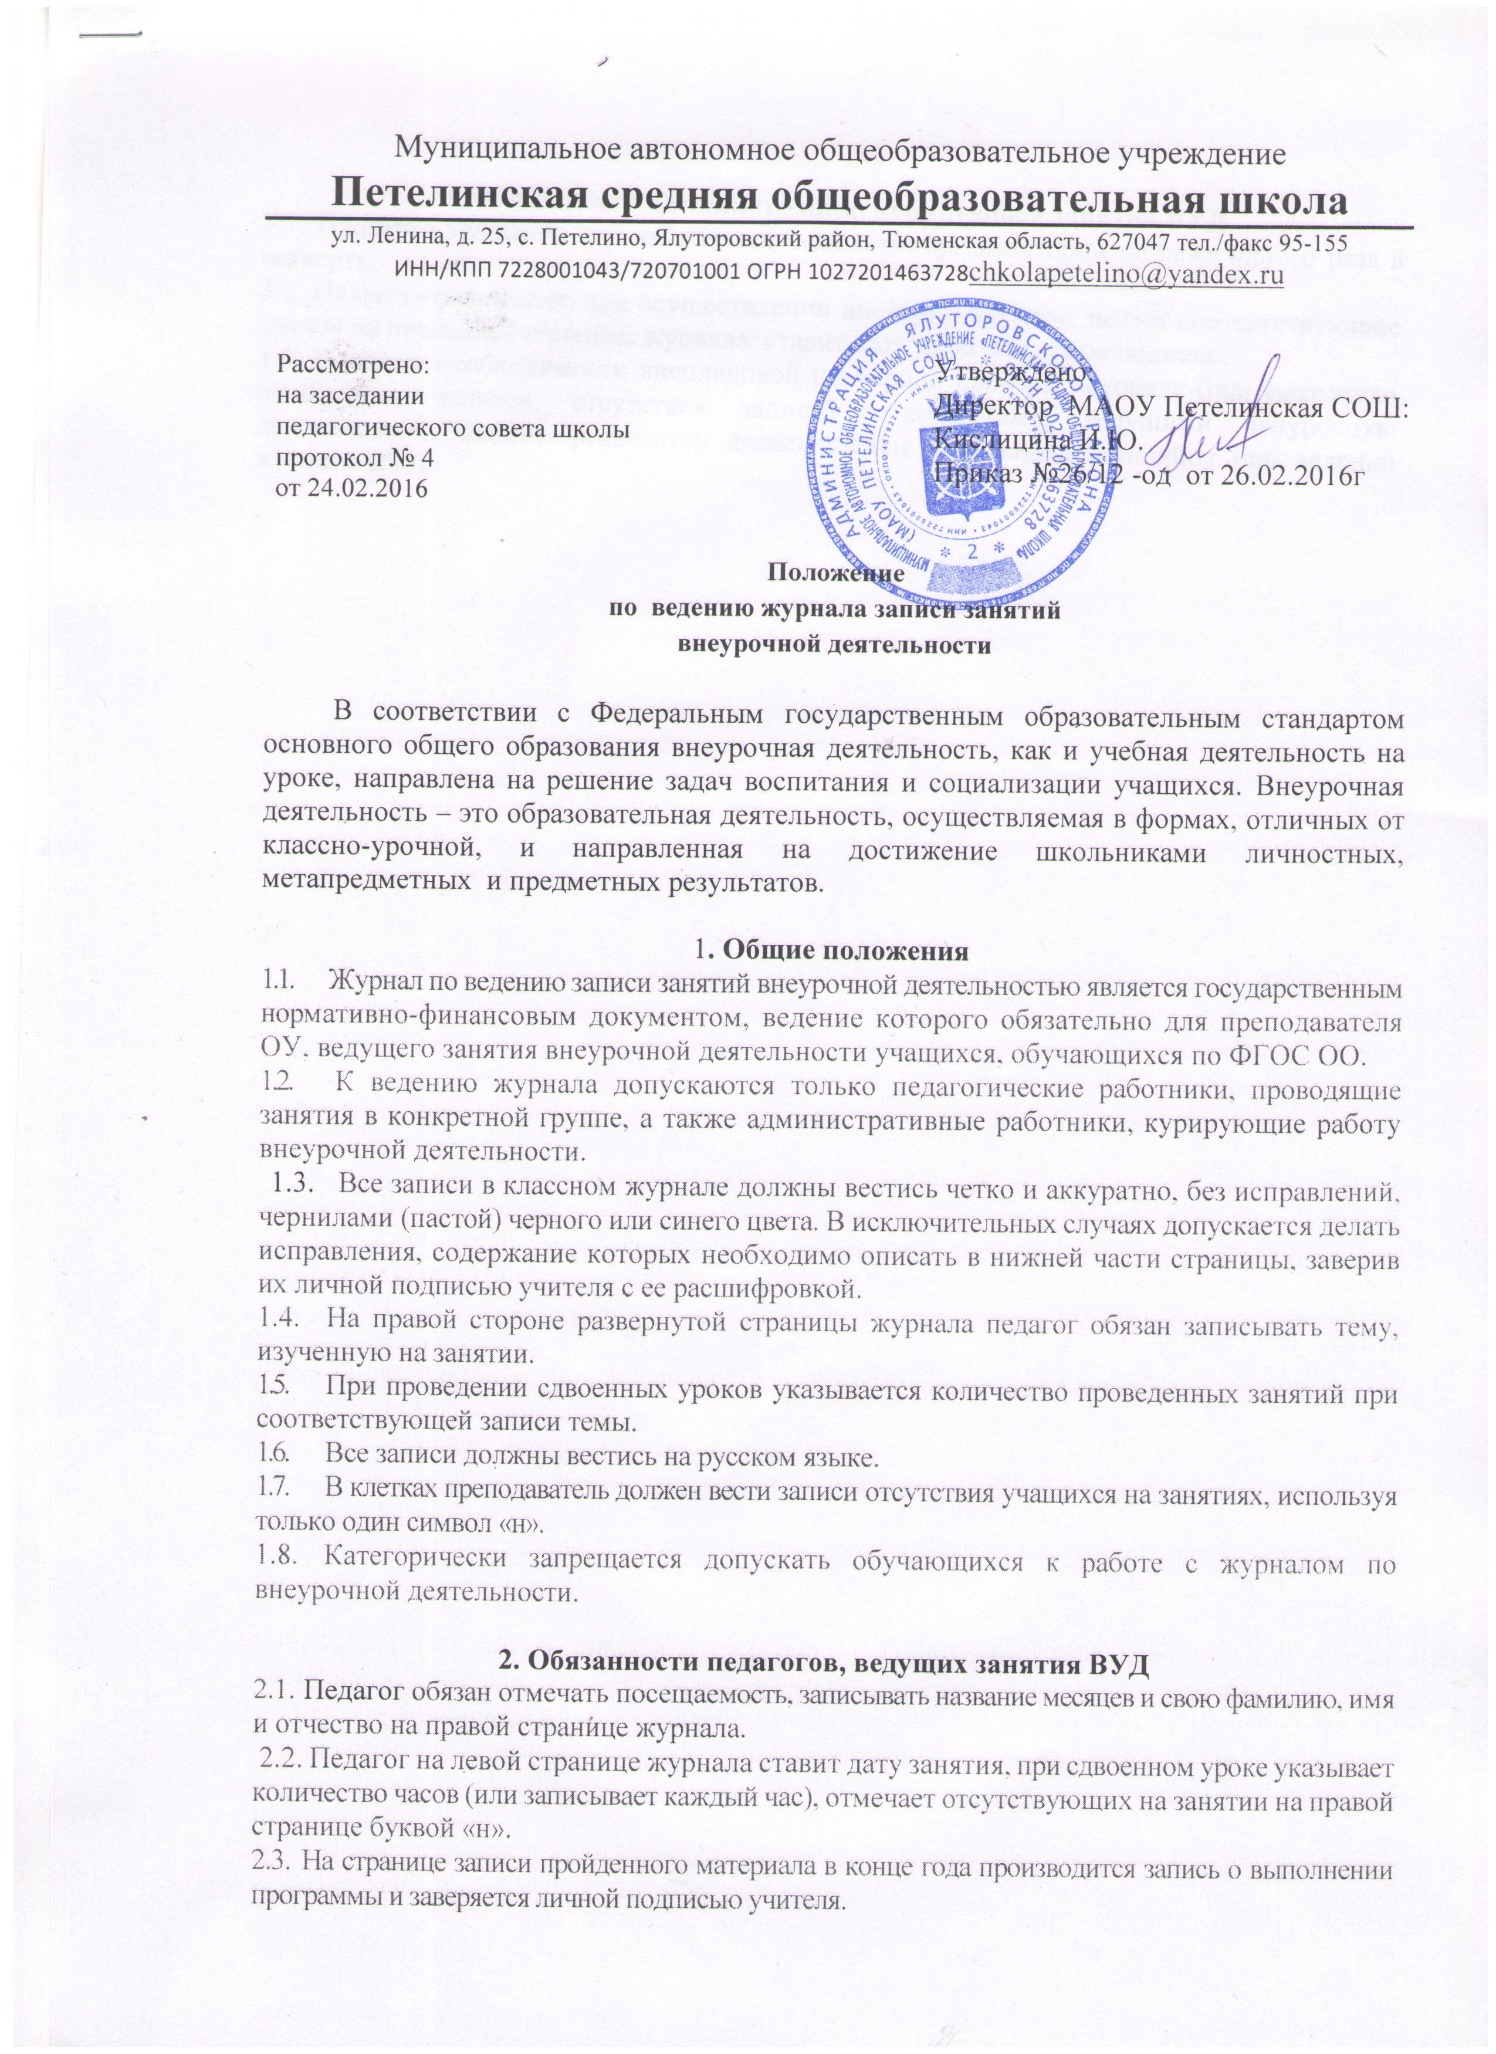 Муниципальное автономное общеобразовательное учреждение
Петелинская средняя общеобразовательная школа
ул. Ленина, д. 25, с. Петелино, Ялуторовский район, Тюменская область, 627047 тел./факс 95-155
ИНН/КПП 7228001043/720701001 ОГРН 1027201463728chkolapetelino@yandex.ru
Рассмотрено:
на заседании
педагогического совета школы
протокол № 4
от 24.02.2016
Утверждено:
Директор МАОУ Петелинская СОШ:
Кислицина И.Ю.
Приказ №26/12 -од от 26.02.2016г
АДМИНИСТРАЦИЯ ЯЛУТОРОВСКОГО РАЙОНА
МУНИЦИПАЛЬНОЕ АВТОНОМНОЕ ОБЩЕОБРАЗОВАТЕЛЬНОЕ УЧРЕЖДЕНИЕ «ПЕТЕЛИНСКАЯ СРЕДНЯЯ ОБЩЕОБРАЗОВАТЕЛЬНАЯ ШКОЛА»
(МАОУ ПЕТЕЛИНСКАЯ СОШ) * ОГРН 1027201463728
* 2 *
Положение
по ведению журнала записи занятий
внеурочной деятельности
В соответствии с Федеральным государственным образовательным стандартом
основного общего образования внеурочная деятельность, как и учебная деятельность на
уроке, направлена на решение задач воспитания и социализации учащихся. Внеурочная
деятельность – это образовательная деятельность, осуществляемая в формах, отличных от
классно-урочной, и направленная на достижение школьниками личностных,
метапредметных и предметных результатов.
1. Общие положения
1.1. Журнал по ведению записи занятий внеурочной деятельностью является государственным
нормативно-финансовым документом, ведение которого обязательно для преподавателя
ОУ, ведущего занятия внеурочной деятельности учащихся, обучающихся по ФГОС ОО.
1.2. К ведению журнала допускаются только педагогические работники, проводящие
занятия в конкретной группе, а также административные работники, курирующие работу
внеурочной деятельности.
1.3. Все записи в классном журнале должны вестись четко и аккуратно, без исправлений,
чернилами (пастой) черного или синего цвета. В исключительных случаях допускается делать
исправления, содержание которых необходимо описать в нижней части страницы, заверив
их личной подписью учителя с ее расшифровкой.
1.4. На правой стороне развернутой страницы журнала педагог обязан записывать тему,
изученную на занятии.
1.5. При проведении сдвоенных уроков указывается количество проведенных занятий при
соответствующей записи темы.
1.6. Все записи должны вестись на русском языке.
1.7. В клетках преподаватель должен вести записи отсутствия учащихся на занятиях, используя
только один символ «н».
1.8. Категорически запрещается допускать обучающихся к работе с журналом по
внеурочной деятельности.
2. Обязанности педагогов, ведущих занятия ВУД
2.1. Педагог обязан отмечать посещаемость, записывать название месяцев и свою фамилию, имя
и отчество на правой странице журнала.
2.2. Педагог на левой странице журнала ставит дату занятия, при сдвоенном уроке указывает
количество часов (или записывает каждый час), отмечает отсутствующих на занятии на правой
странице буквой «н».
2.3. На странице записи пройденного материала в конце года производится запись о выполнении
программы и заверяется личной подписью учителя.